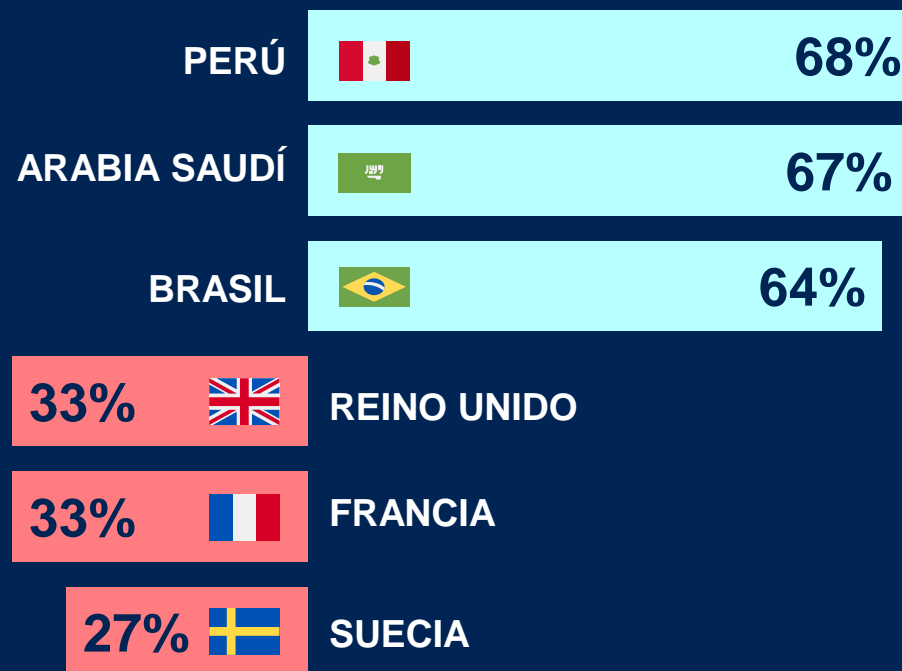 PERÚ 68%
ARABIA SAUDÍ 67%
BRASIL 64%
33% REINO UNIDO
33% FRANCIA
27% SUECIA